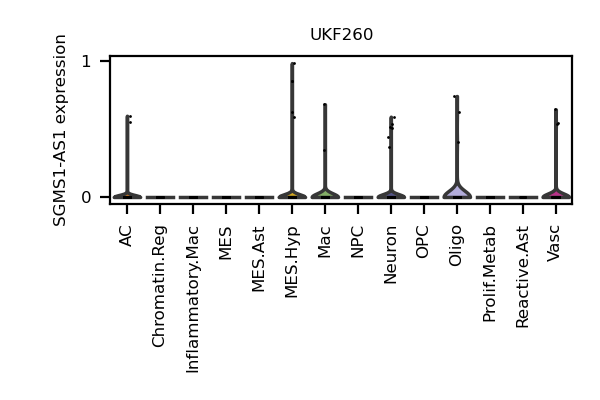 UKF260
SGMS1-AS1 expression
1
0
AC
Chromatin.Reg
Inflammatory.Mac
MES
MES.Ast
MES.Hyp
Mac
NPC
Neuron
OPC
Oligo
Prolif.Metab
Reactive.Ast
Vasc